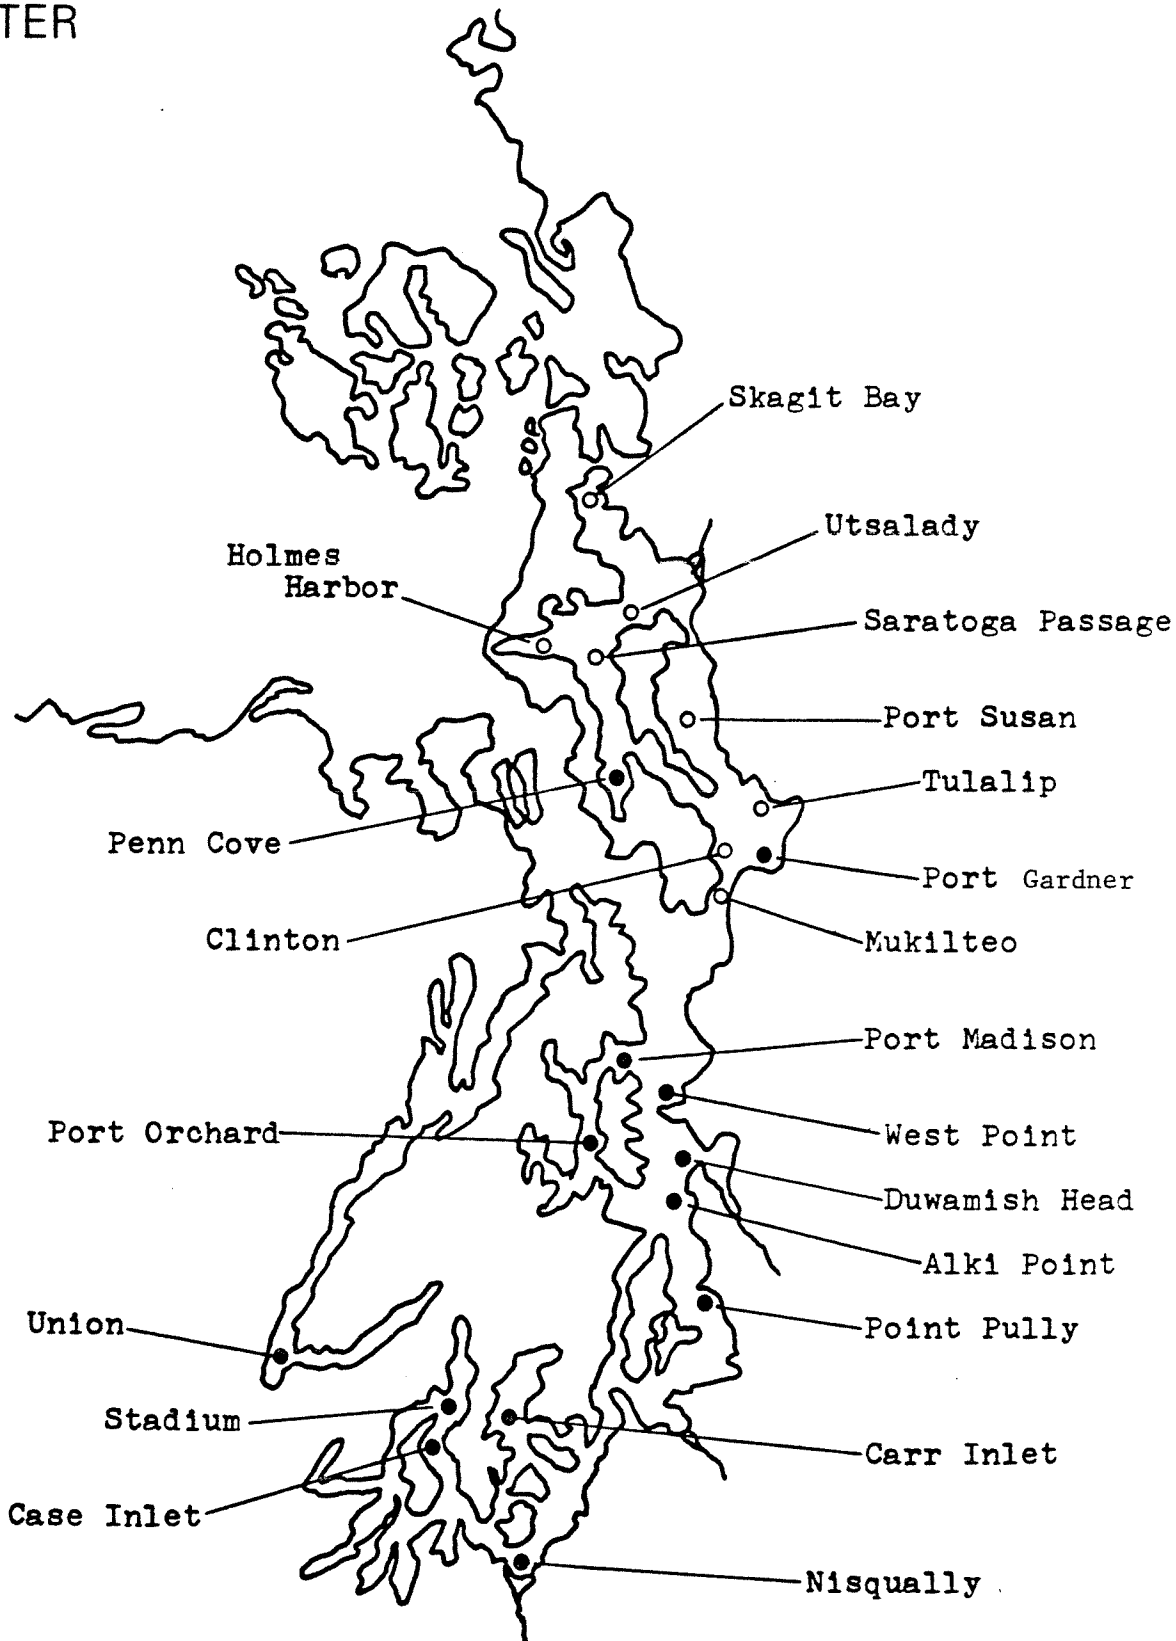 TER
Skagit Bay
Utsalady
Holmes
Harbor
Saratoga Passage
Port Susan
Tulalip
Penn Cove
Port Gardner
Clinton
Mukilteo
Port Madison
Port Orchard
West Point
Duwamish Head
Alki Point
Union
Point Pully
Stadium
Carr Inlet
Case Inlet
Nisqually